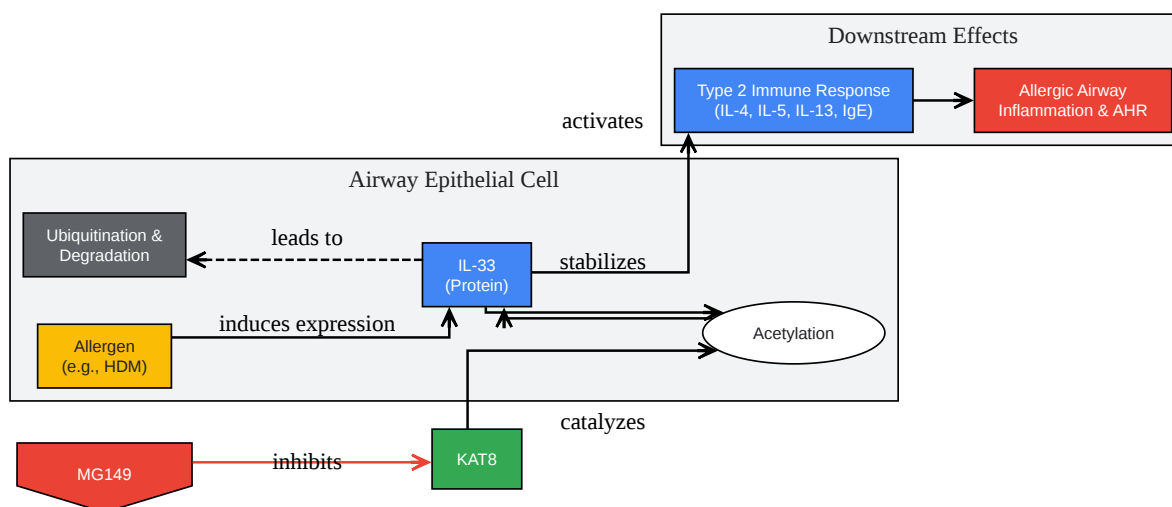 Downstream Effects
Type 2 Immune Response
(IL-4, IL-5, IL-13, IgE)
Allergic Airway
Inflammation & AHR
activates
Airway Epithelial Cell
Ubiquitination &
Degradation
leads to
IL-33
(Protein)
stabilizes
induces expression
Allergen
(e.g., HDM)
Acetylation
catalyzes
MG149
inhibits
KAT8